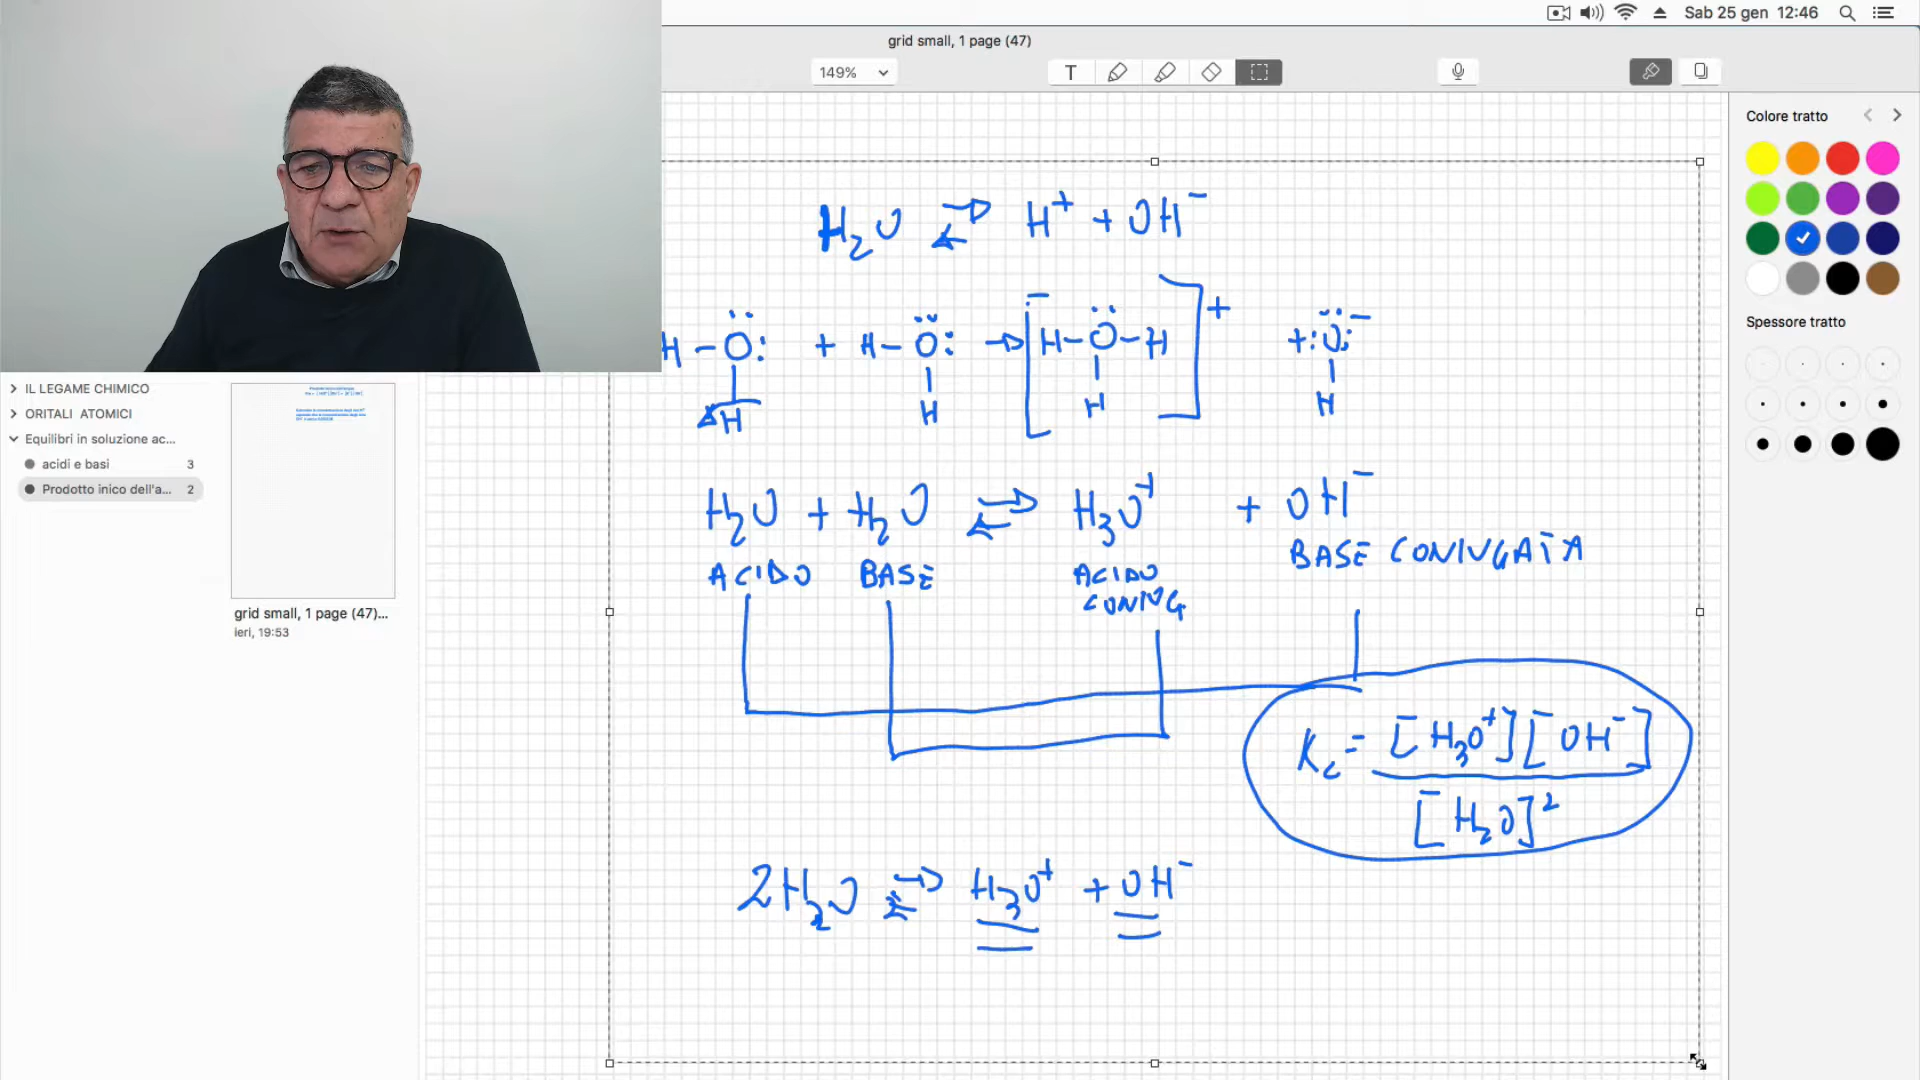 Sab 25 gen 12:46
grid small, 1 page (47)
149%
T
Colore tratto
Spessore tratto
IL LEGAME CHIMICO
ORITALI ATOMICI
Equilibri in soluzione ac...
acidi e basi 3
Prodotto inico dell'a... 2
grid small, 1 page (47)...
ieri, 19:53
H₂O ⇄ H⁺ + OH⁻
H–Ö: + H–Ö: → [H–Ö–H]⁺ + :Ö:⁻
H H H H
H₂O + H₂O ⇄ H₃O⁺ + OH⁻
ACIDO BASE ACIDO CONIUG BASE CONIUGATA
Kc = [H₃O⁺][OH⁻]
[H₂O]²
2H₂O ⇄ H₃O⁺ + OH⁻